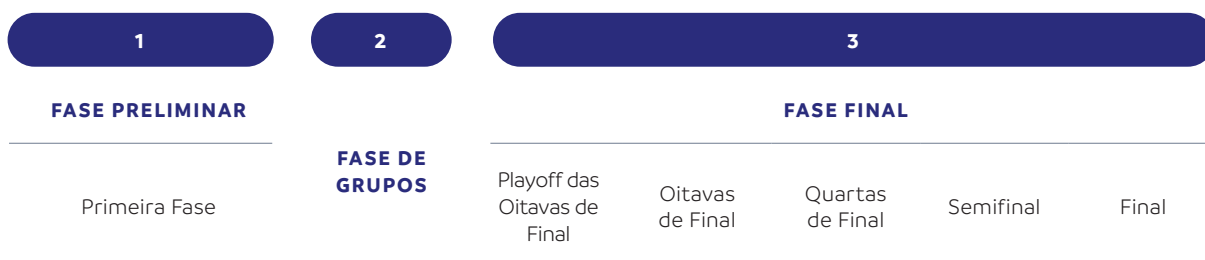 1
2
3
FASE PRELIMINAR
FASE FINAL
FASE DE
GRUPOS
Primeira Fase
Playoff das
Oitavas de
Final
Oitavas
de Final
Quartas
de Final
Semifinal
Final